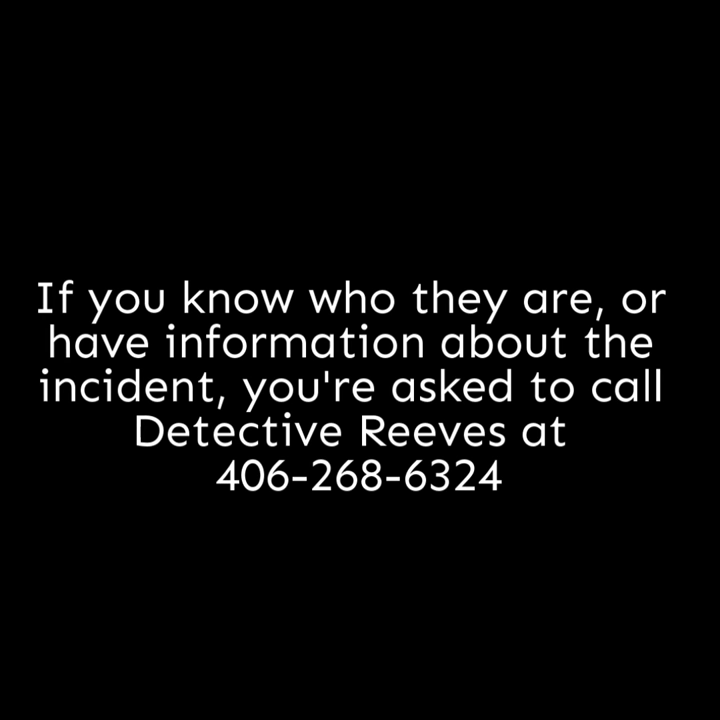 If you know who they are, or
have information about the
incident, you're asked to call
Detective Reeves at
406-268-6324